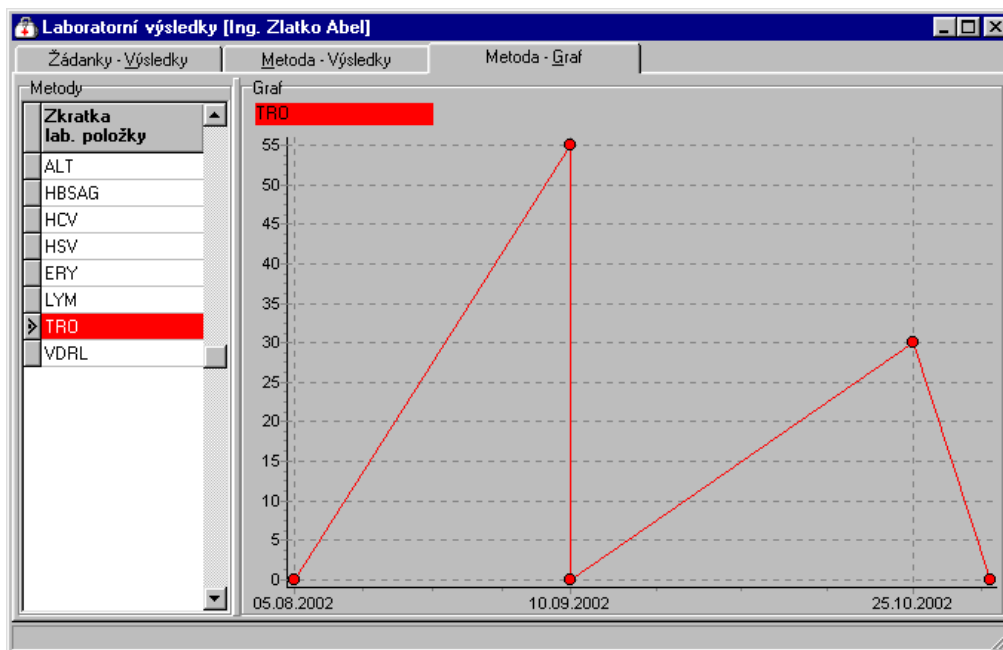 Laboratorní výsledky [Ing. Zlatko Abel]
Žádanky - Výsledky
Metoda - Výsledky
Metoda - Graf
Metody
Zkratka
lab. položky
ALT
HBSAG
HCV
HSV
ERY
LYM
TRO
VDRL
Graf
TRO
55
50
45
40
35
30
25
20
15
10
5
0
05.08.2002 10.09.2002 25.10.2002